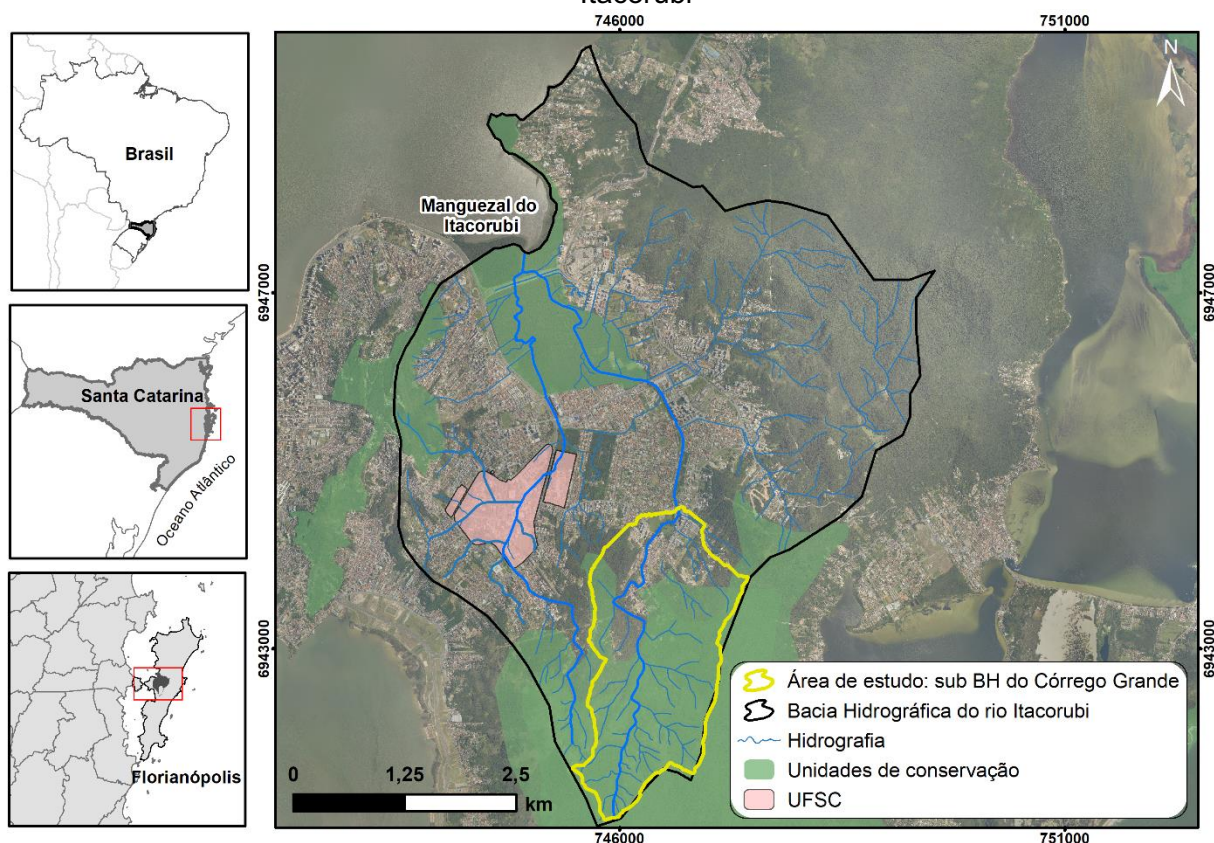 Itacorubi
746000
751000
Brasil
Santa Catarina
Oceano Atlântico
Florianópolis
6947000
6943000
N
Manguezal do
Itacorubi
6947000
6943000
0 1,25 2,5
km
Área de estudo: sub BH do Córrego Grande
Bacia Hidrográfica do rio Itacorubi
Hidrografia
Unidades de conservação
UFSC
746000
751000